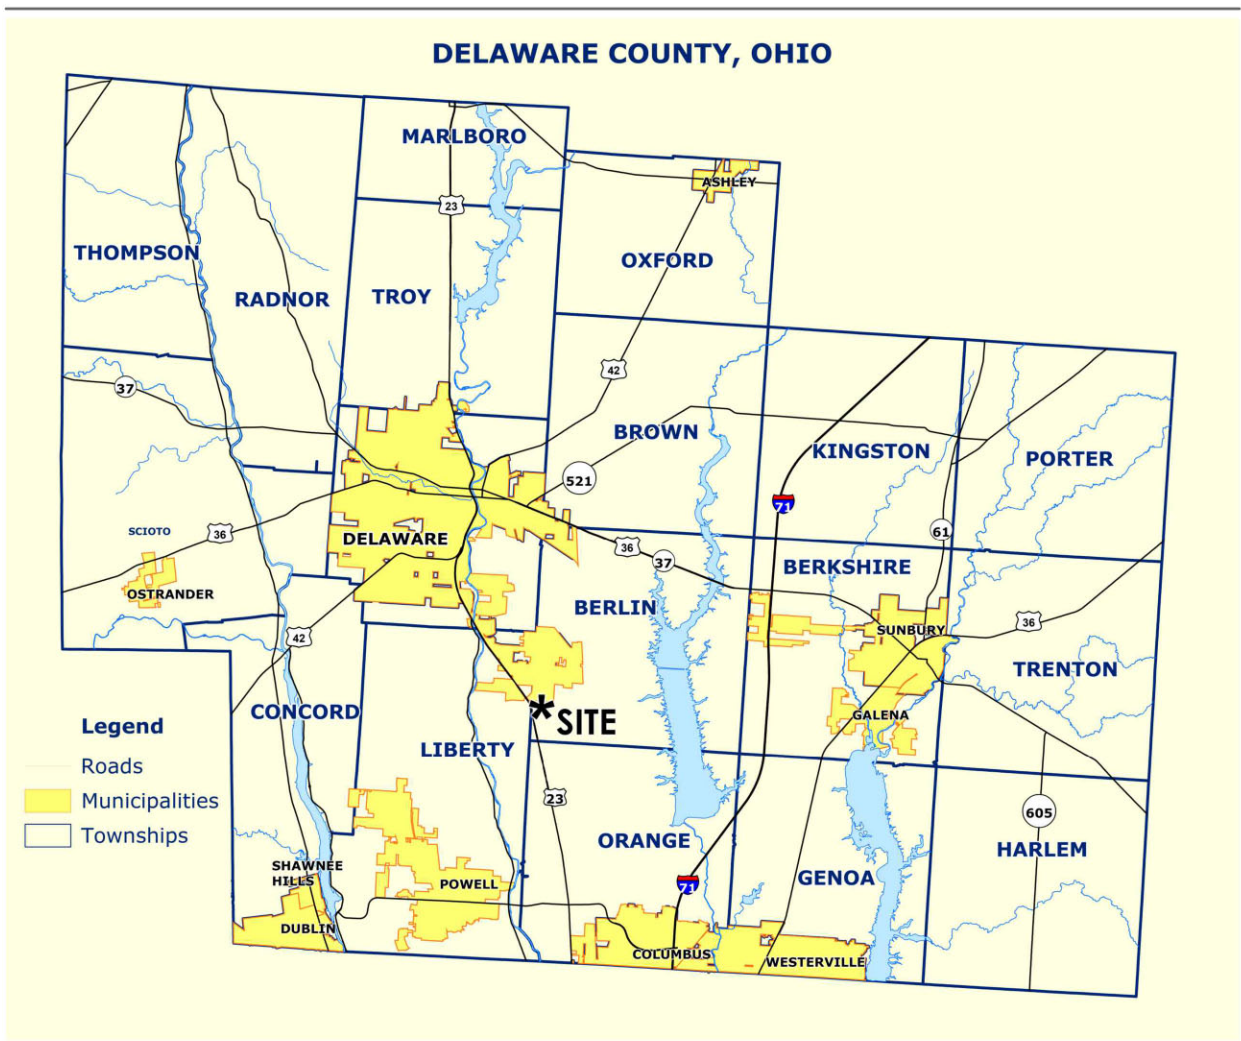 DELAWARE COUNTY, OHIO
MARLBORO
ASHLEY
23
THOMPSON
OXFORD
RADNOR
TROY
42
37
BROWN
KINGSTON
PORTER
521
71
SCIOTO
36
DELAWARE
61
36
37
BERKSHIRE
OSTRANDER
BERLIN
SUNBURY
36
42
TRENTON
CONCORD
*SITE
GALENA
LIBERTY
Legend
Roads
Municipalities
Townships
23
605
ORANGE
HARLEM
SHAWNEE
HILLS
POWELL
71
GENOA
DUBLIN
COLUMBUS
WESTERVILLE